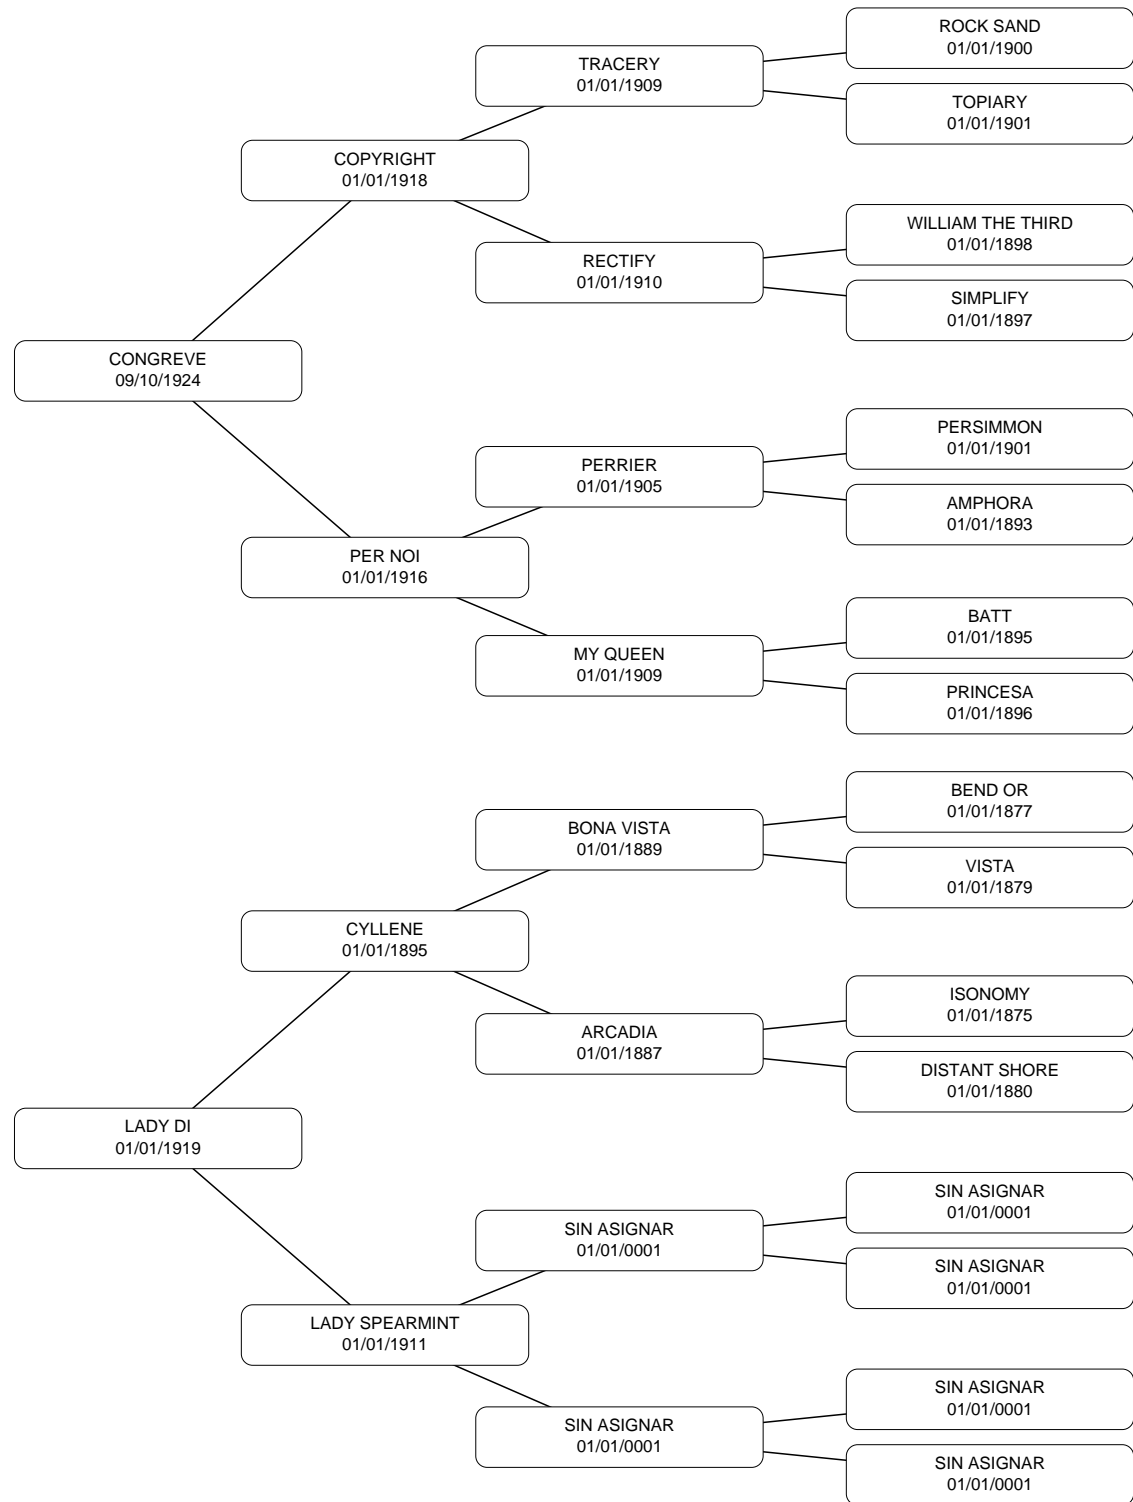 ROCK SAND
01/01/1900
TRACERY
01/01/1909
TOPIARY
01/01/1901
COPYRIGHT
01/01/1918
WILLIAM THE THIRD
01/01/1898
RECTIFY
01/01/1910
SIMPLIFY
01/01/1897
CONGREVE
09/10/1924
PERSIMMON
01/01/1901
PERRIER
01/01/1905
AMPHORA
01/01/1893
PER NOI
01/01/1916
BATT
01/01/1895
MY QUEEN
01/01/1909
PRINCESA
01/01/1896
BEND OR
01/01/1877
BONA VISTA
01/01/1889
VISTA
01/01/1879
CYLLENE
01/01/1895
ISONOMY
01/01/1875
ARCADIA
01/01/1887
DISTANT SHORE
01/01/1880
LADY DI
01/01/1919
SIN ASIGNAR
01/01/0001
SIN ASIGNAR
01/01/0001
SIN ASIGNAR
01/01/0001
LADY SPEARMINT
01/01/1911
SIN ASIGNAR
01/01/0001
SIN ASIGNAR
01/01/0001
SIN ASIGNAR
01/01/0001